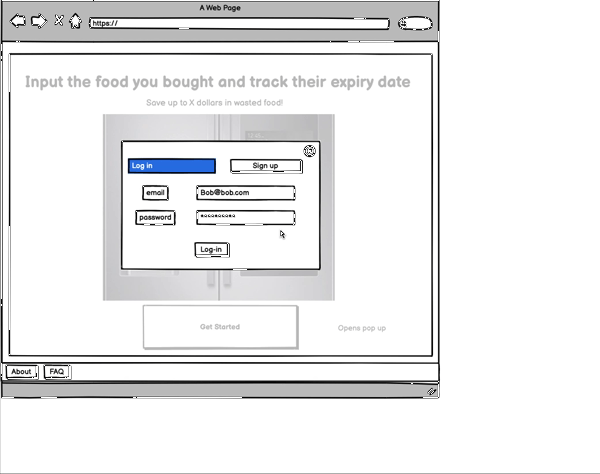 A Web Page
https://
Input the food you bought and track their expiry date
Save up to X dollars in wasted food!
Log in
Sign up
email
Bob@bob.com
password
**********
Log-in
Get Started
Opens pop up
About
FAQ